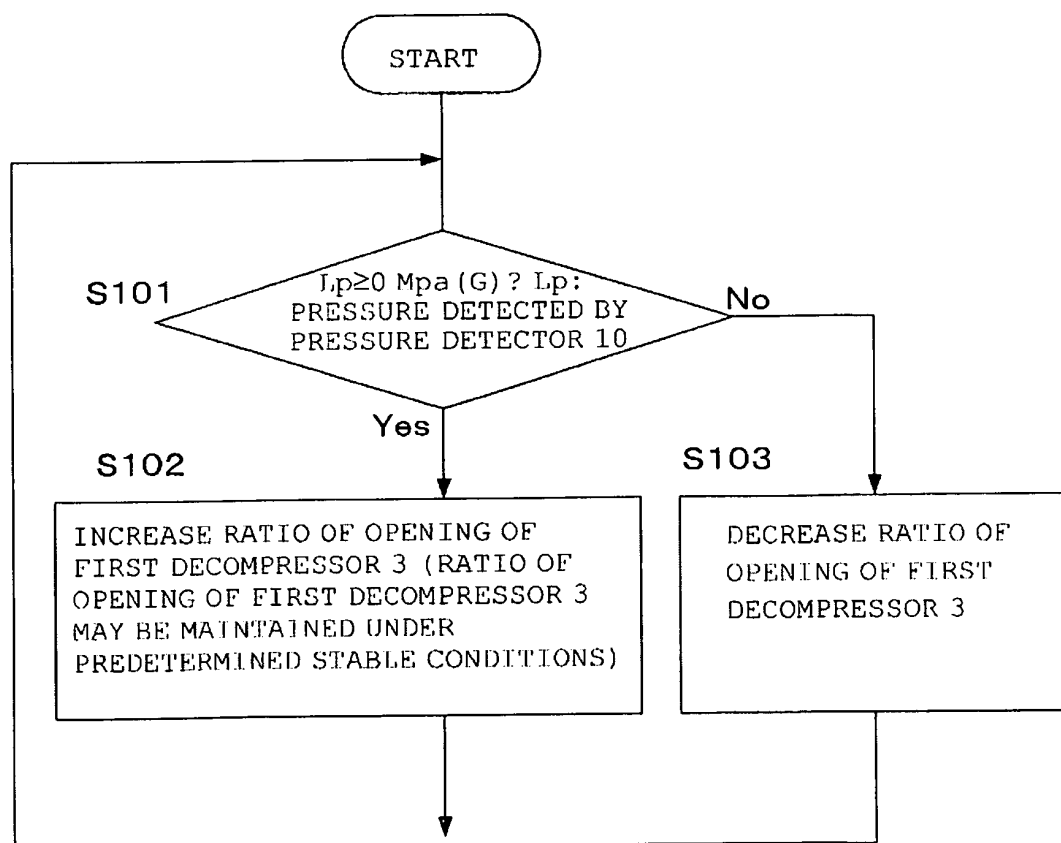 START
S101
Lp≥0 Mpa (G) ? Lp:
PRESSURE DETECTED BY
PRESSURE DETECTOR 10
No
Yes
S102
INCREASE RATIO OF OPENING OF
FIRST DECOMPRESSOR 3 (RATIO OF
OPENING OF FIRST DECOMPRESSOR 3
MAY BE MAINTAINED UNDER
PREDETERMINED STABLE CONDITIONS)
S103
DECREASE RATIO OF
OPENING OF FIRST
DECOMPRESSOR 3